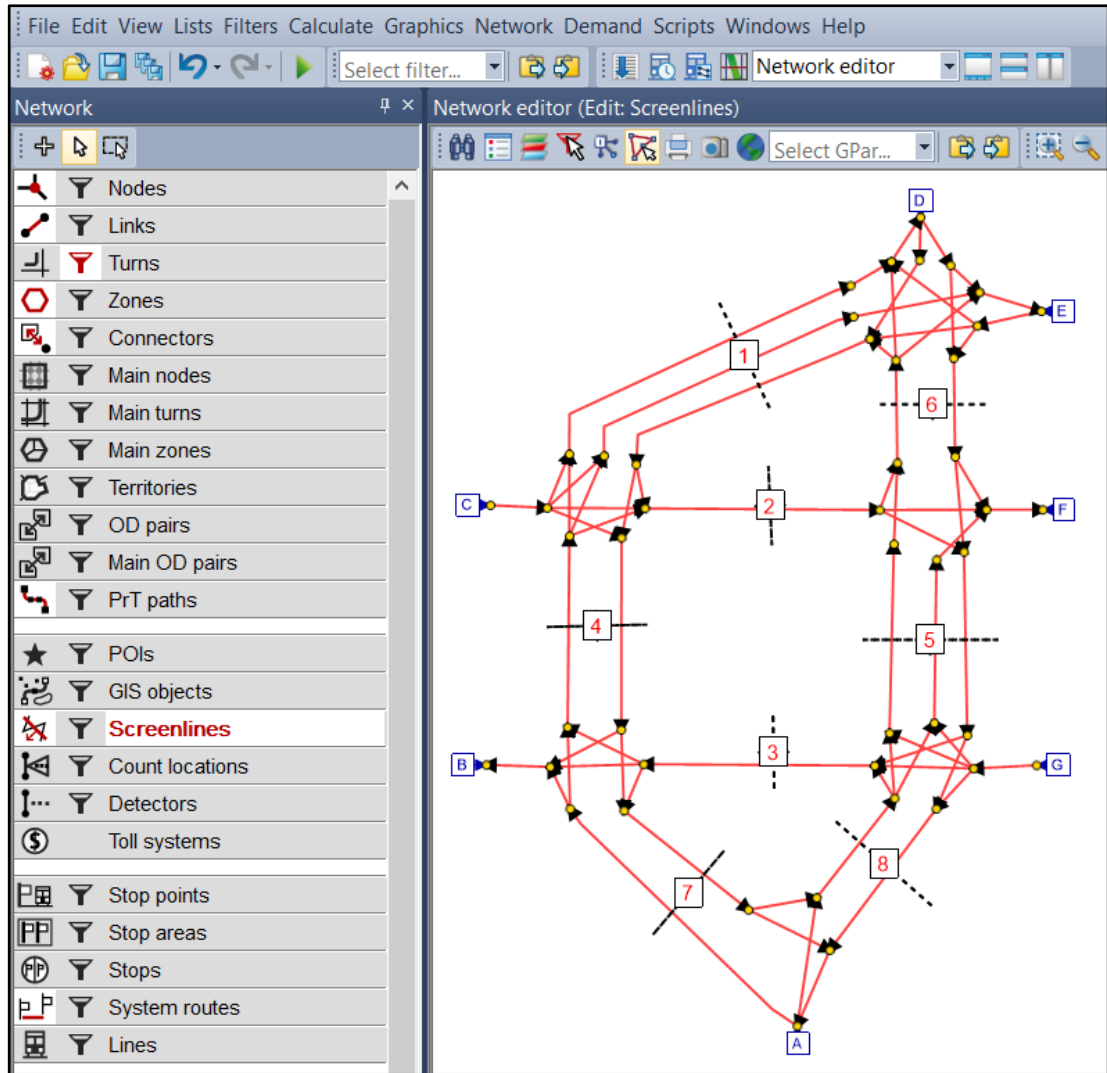 File Edit View Lists Filters Calculate Graphics Network Demand Scripts Windows Help
Select filter... Network editor
Network
Network editor (Edit: Screenlines)
Select GPar...
Nodes
Links
Turns
Zones
Connectors
Main nodes
Main turns
Main zones
Territories
OD pairs
Main OD pairs
PrT paths
POIs
GIS objects
Screenlines
Count locations
Detectors
Toll systems
Stop points
Stop areas
Stops
System routes
Lines
D
E
1
6
C
2
F
4
5
B
3
G
8
7
A